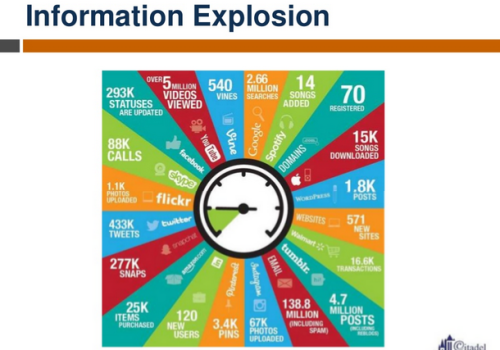 Information Explosion
293K
STATUSES
ARE UPDATED
facebook
OVER 5 MILLION
VIDEOS
VIEWED
You Tube
540
VINES
Vine
2.66
MILLION
SEARCHES
Google
14
SONGS
ADDED
Spotify
70
REGISTERED
DOMAINS
15K
SONGS
DOWNLOADED
1.8K
POSTS
WORDPRESS
571
NEW
SITES
WEBSITES
16.6K
TRANSACTIONS
Walmart
4.7
MILLION
POSTS
(INCLUDING
REBLOGS)
tumblr.
138.8
MILLION
(INCLUDING
SPAM)
EMAIL
67K
PHOTOS
UPLOADED
Instagram
3.4K
PINS
Pinterest
120
NEW
USERS
25K
ITEMS
PURCHASED
amazon.com
277K
SNAPS
snapchat
433K
TWEETS
twitter
1.1K
PHOTOS
UPLOADED
flickr
88K
CALLS
skype
Citadel